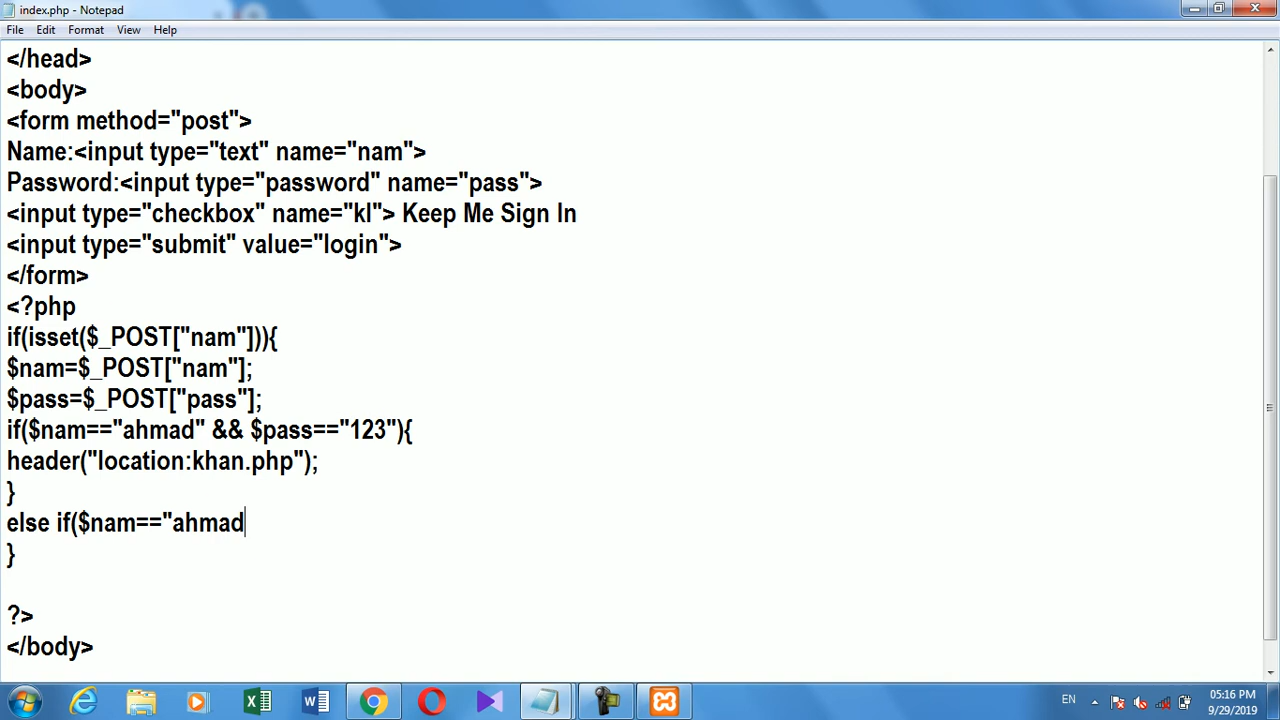 index.php - Notepad
File Edit Format View Help
</head>
<body>
<form method="post">
Name:<input type="text" name="nam">
Password:<input type="password" name="pass">
<input type="checkbox" name="kl"> Keep Me Sign In
<input type="submit" value="login">
</form>
<?php
if(isset($_POST["nam"])){
$nam=$_POST["nam"];
$pass=$_POST["pass"];
if($nam=="ahmad" && $pass=="123"){
header("location:khan.php");
}
else if($nam=="ahmad
}
?>
</body>
EN
05:16 PM
9/29/2019